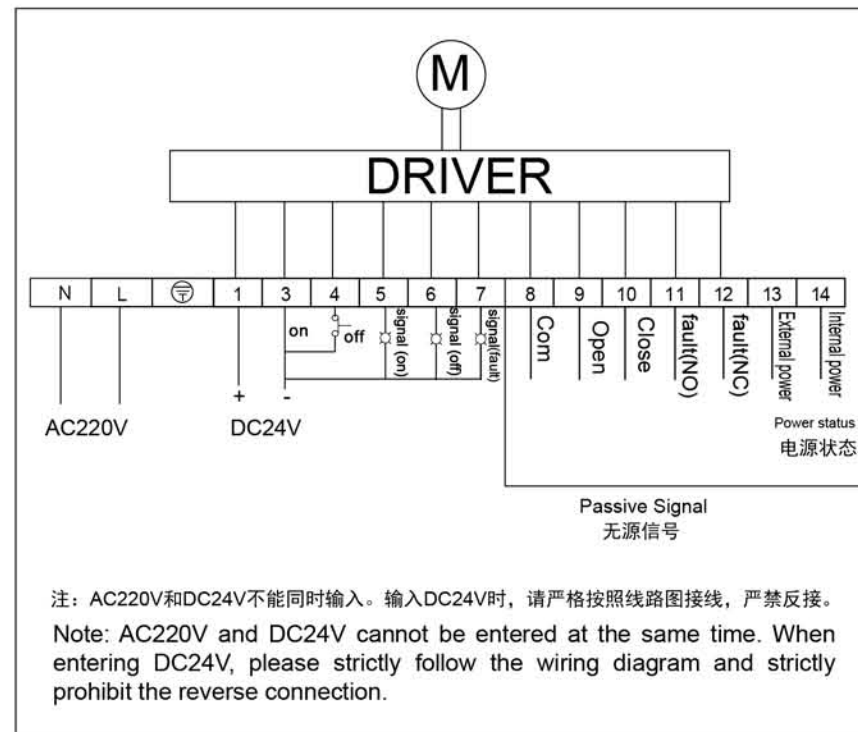 M
DRIVER
N L 1 3 4 5 6 7 8 9 10 11 12 13 14
on
off
signal (on)
signal (off)
signal(fault)
Com
Open
Close
fault(NO)
fault(NC)
External power
Internal power
+ -
AC220V DC24V
Power status
电源状态
Passive Signal
无源信号
注：AC220V和DC24V不能同时输入。输入DC24V时，请严格按照线路图接线，严禁反接。
Note: AC220V and DC24V cannot be entered at the same time. When
entering DC24V, please strictly follow the wiring diagram and strictly
prohibit the reverse connection.